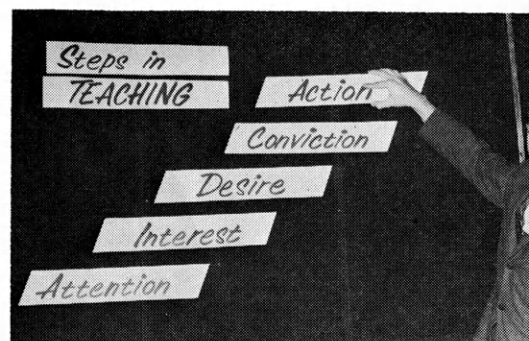 Steps in
TEACHING
Action
Conviction
Desire
Interest
Attention